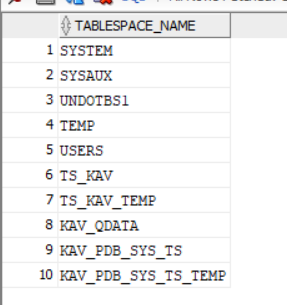 TABLESPACE_NAME
1 SYSTEM
2 SYSAUX
3 UNDOTBS1
4 TEMP
5 USERS
6 TS_KAV
7 TS_KAV_TEMP
8 KAV_QDATA
9 KAV_PDB_SYS_TS
10 KAV_PDB_SYS_TS_TEMP